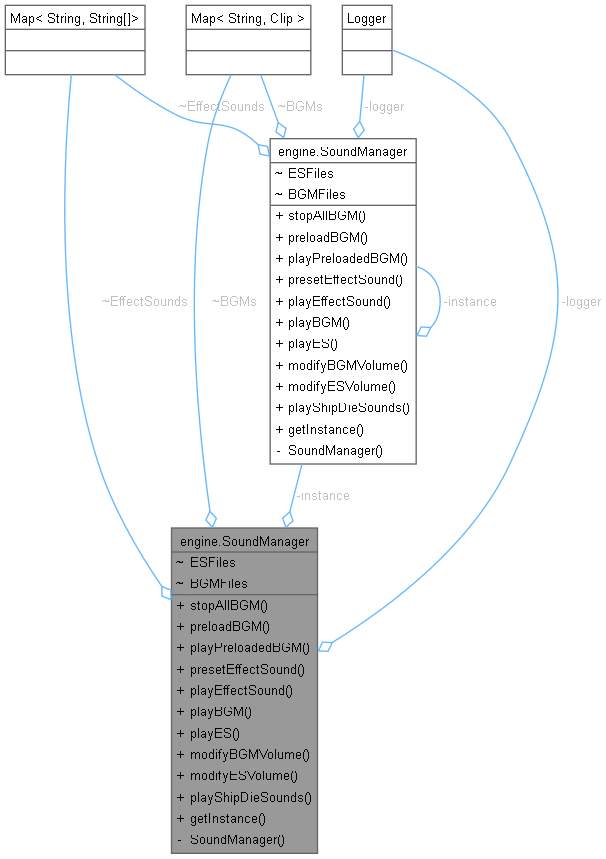 Map< String, String[]>
Map< String, Clip >
Logger
~EffectSounds
~BGMs
-logger
engine.SoundManager
~ ESFiles
~ BGMFiles
+ stopAllBGM()
+ preloadBGM()
+ playPreloadedBGM()
+ presetEffectSound()
+ playEffectSound()
+ playBGM()
+ playES()
+ modifyBGMVolume()
+ modifyESVolume()
+ playShipDieSounds()
+ getInstance()
- SoundManager()
~EffectSounds
~BGMs
-instance
-logger
-instance
engine.SoundManager
~ ESFiles
~ BGMFiles
+ stopAllBGM()
+ preloadBGM()
+ playPreloadedBGM()
+ presetEffectSound()
+ playEffectSound()
+ playBGM()
+ playES()
+ modifyBGMVolume()
+ modifyESVolume()
+ playShipDieSounds()
+ getInstance()
- SoundManager()